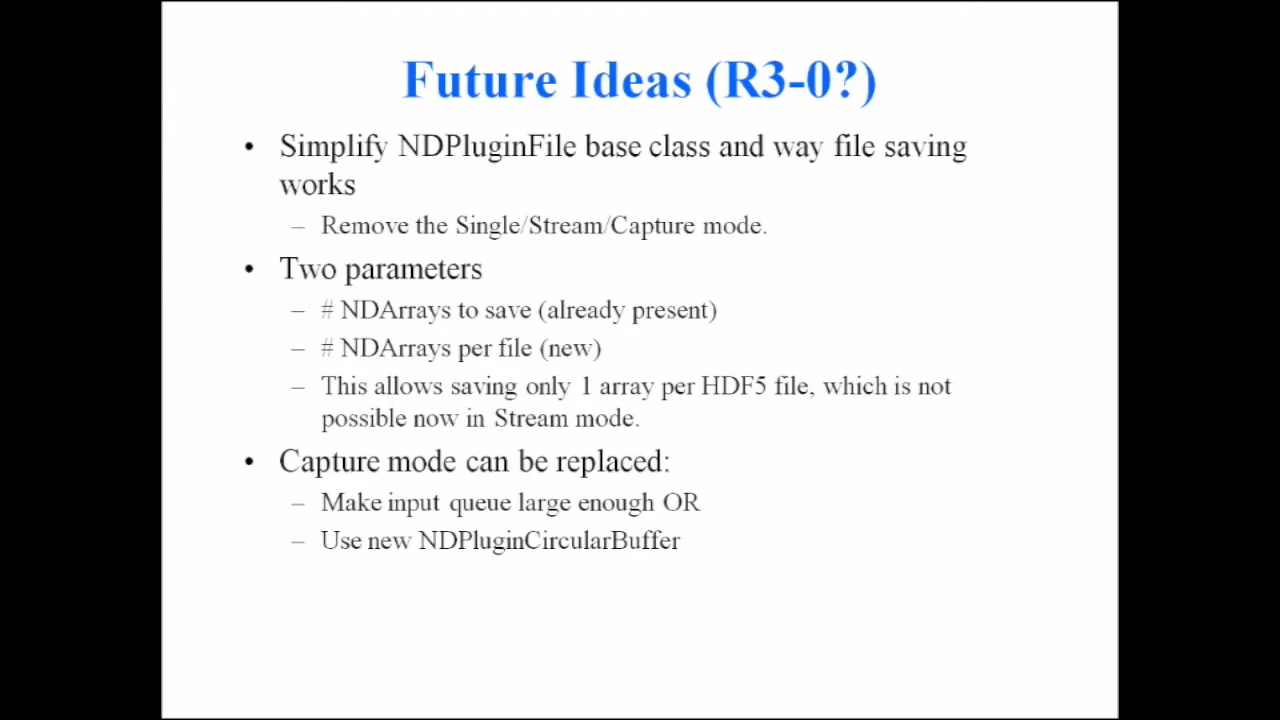 Future Ideas (R3-0?)
• Simplify NDPluginFile base class and way file saving
works
– Remove the Single/Stream/Capture mode.
• Two parameters
– # NDArrays to save (already present)
– # NDArrays per file (new)
– This allows saving only 1 array per HDF5 file, which is not
possible now in Stream mode.
• Capture mode can be replaced:
– Make input queue large enough OR
– Use new NDPluginCircularBuffer